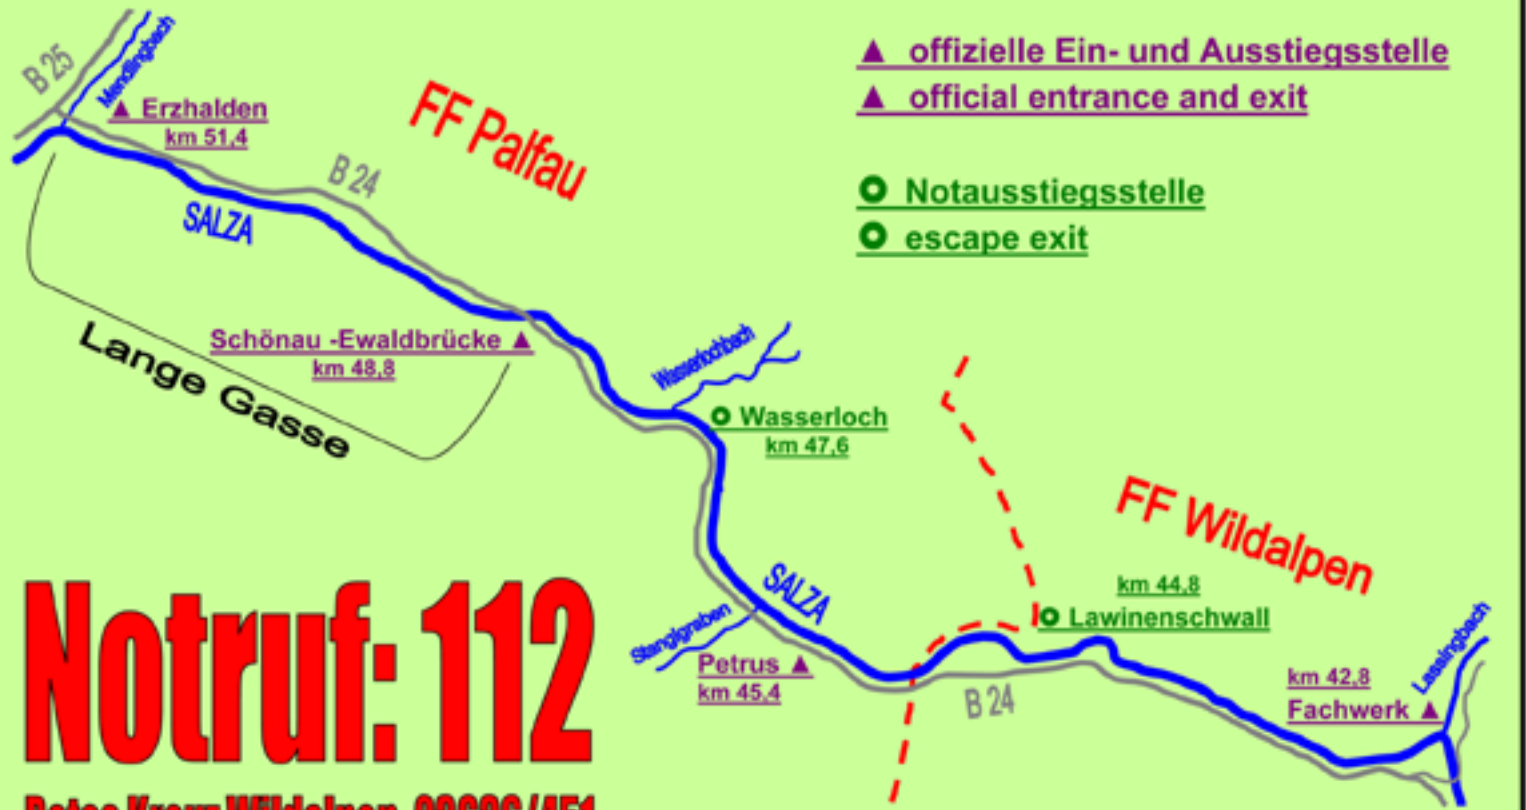 B 25
Mendlingbach
▲ Erzhalden
km 51,4
FF Palfau
▲ offizielle Ein- und Ausstiegsstelle
▲ official entrance and exit
Notausstiegsstelle
escape exit
B 24
SALZA
Schönau -Ewaldbrücke ▲
km 48,8
Lange Gasse
Wasserlochbach
Wasserloch
km 47,6
FF Wildalpen
SALZA
Stanglgraben
Petrus ▲
km 45,4
km 44,8
Lawinenschwall
B 24
km 42,8
Fachwerk ▲
Lassingbach
Notruf: 112